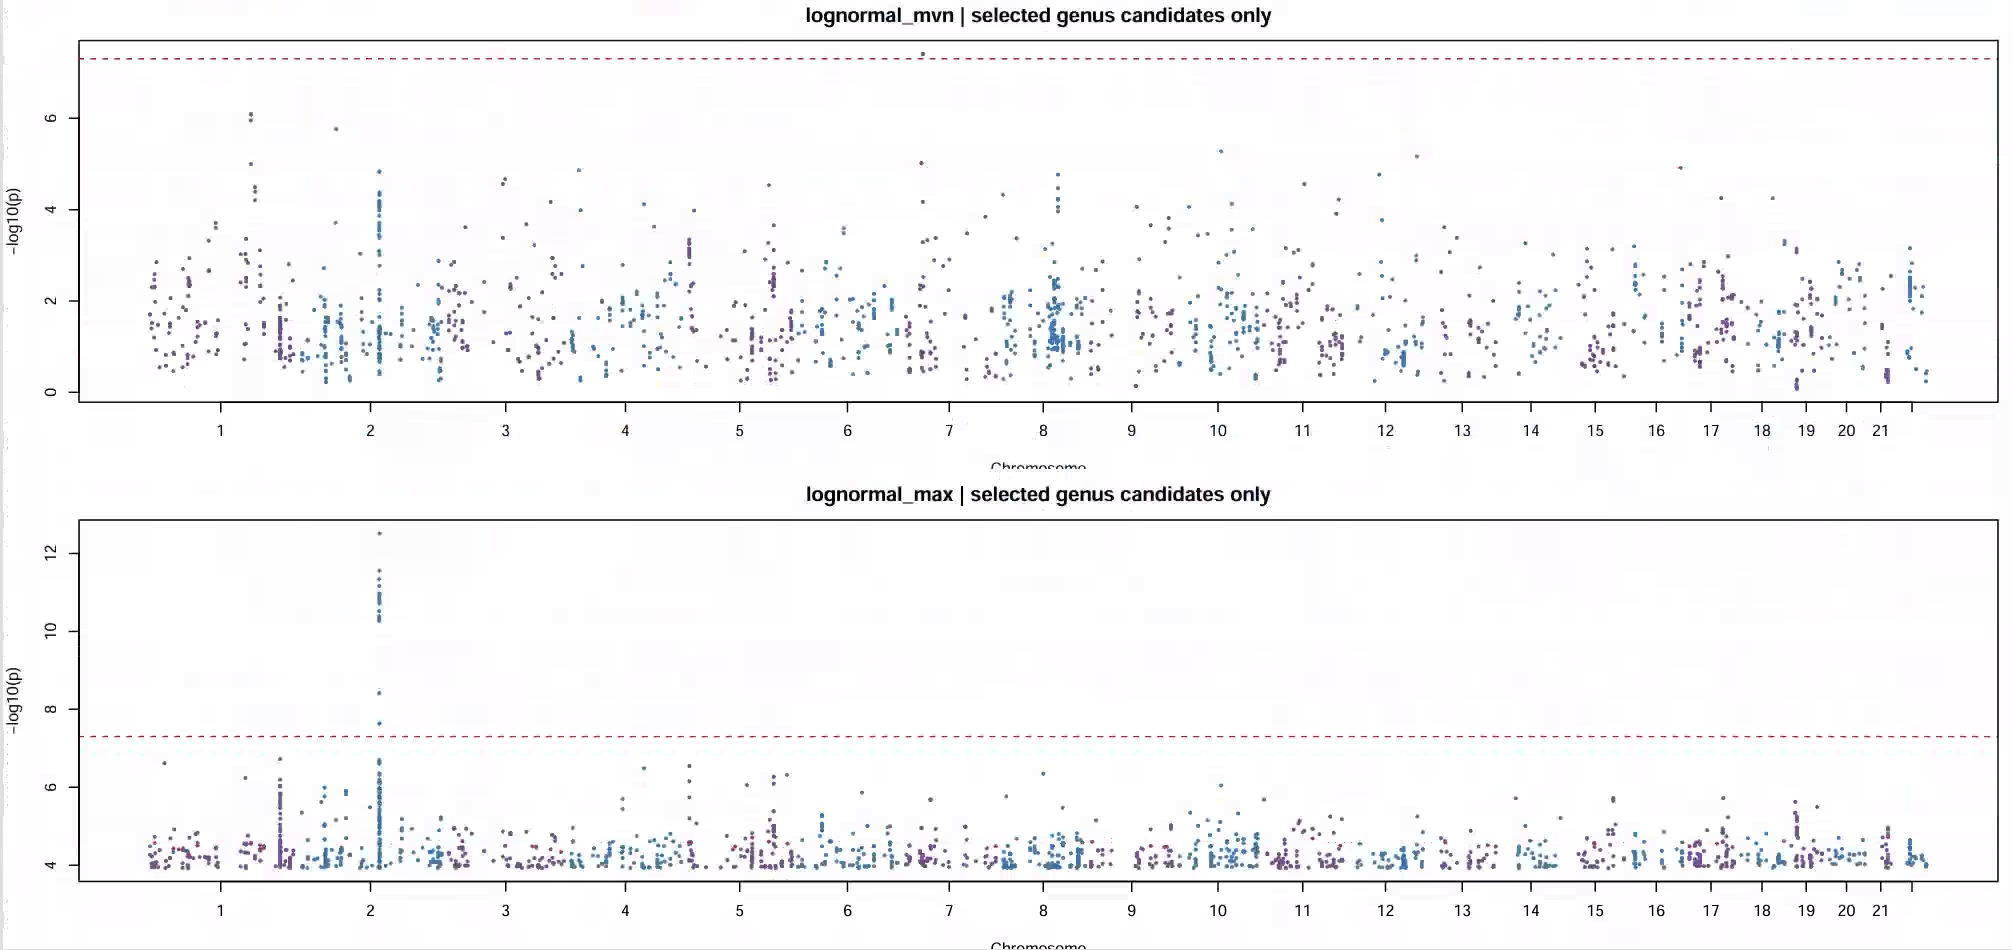 lognormal_mvn | selected genus candidates only
−log10(p)
6
4
2
0
1 2 3 4 5 6 7 8 9 10 11 12 13 14 15 16 17 18 19 20 21
Chromosome
lognormal_max | selected genus candidates only
−log10(p)
12
10
8
6
4
1 2 3 4 5 6 7 8 9 10 11 12 13 14 15 16 17 18 19 20 21
Chromosome